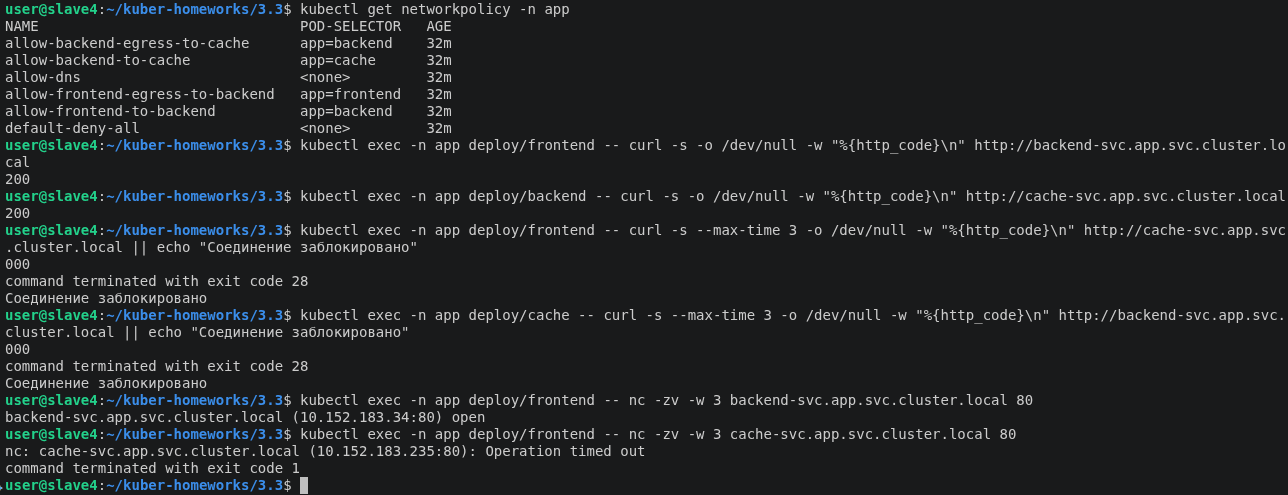 user@slave4:~/kuber-homeworks/3.3$ kubectl get networkpolicy -n app
NAME                               POD-SELECTOR   AGE
allow-backend-egress-to-cache      app=backend    32m
allow-backend-to-cache             app=cache      32m
allow-dns                          <none>         32m
allow-frontend-egress-to-backend   app=frontend   32m
allow-frontend-to-backend          app=backend    32m
default-deny-all                   <none>         32m
user@slave4:~/kuber-homeworks/3.3$ kubectl exec -n app deploy/frontend -- curl -s -o /dev/null -w "%{http_code}\n" http://backend-svc.app.svc.cluster.lo
cal
200
user@slave4:~/kuber-homeworks/3.3$ kubectl exec -n app deploy/backend -- curl -s -o /dev/null -w "%{http_code}\n" http://cache-svc.app.svc.cluster.local
200
user@slave4:~/kuber-homeworks/3.3$ kubectl exec -n app deploy/frontend -- curl -s --max-time 3 -o /dev/null -w "%{http_code}\n" http://cache-svc.app.svc
.cluster.local || echo "Соединение заблокировано"
000
command terminated with exit code 28
Соединение заблокировано
user@slave4:~/kuber-homeworks/3.3$ kubectl exec -n app deploy/cache -- curl -s --max-time 3 -o /dev/null -w "%{http_code}\n" http://backend-svc.app.svc.
cluster.local || echo "Соединение заблокировано"
000
command terminated with exit code 28
Соединение заблокировано
user@slave4:~/kuber-homeworks/3.3$ kubectl exec -n app deploy/frontend -- nc -zv -w 3 backend-svc.app.svc.cluster.local 80
backend-svc.app.svc.cluster.local (10.152.183.34:80) open
user@slave4:~/kuber-homeworks/3.3$ kubectl exec -n app deploy/frontend -- nc -zv -w 3 cache-svc.app.svc.cluster.local 80
nc: cache-svc.app.svc.cluster.local (10.152.183.235:80): Operation timed out
command terminated with exit code 1
user@slave4:~/kuber-homeworks/3.3$